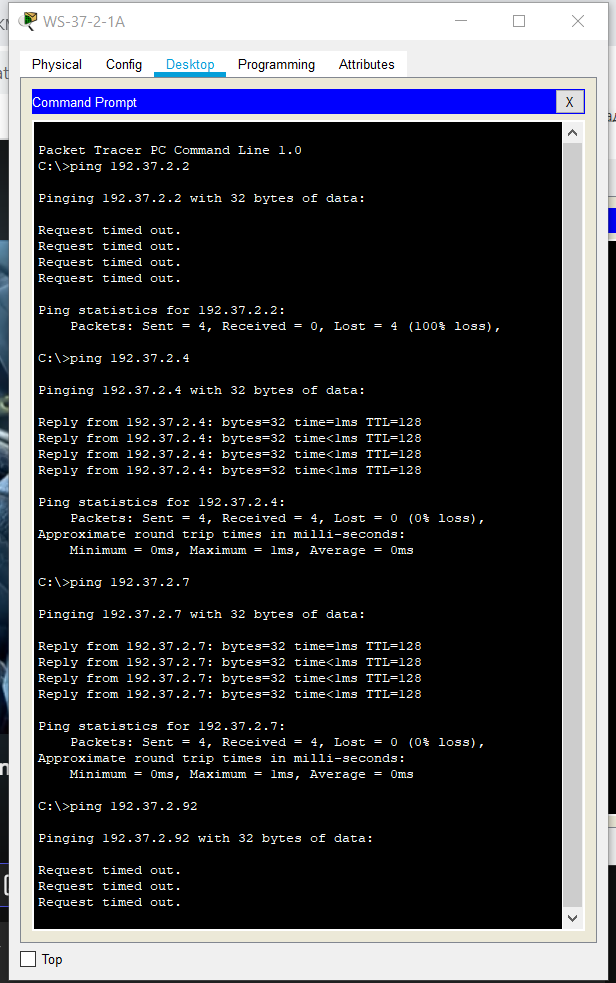 WS-37-2-1A
Physical Config Desktop Programming Attributes
Command Prompt X
Packet Tracer PC Command Line 1.0
C:\>ping 192.37.2.2
Pinging 192.37.2.2 with 32 bytes of data:
Request timed out.
Request timed out.
Request timed out.
Request timed out.
Ping statistics for 192.37.2.2:
Packets: Sent = 4, Received = 0, Lost = 4 (100% loss),
C:\>ping 192.37.2.4
Pinging 192.37.2.4 with 32 bytes of data:
Reply from 192.37.2.4: bytes=32 time=1ms TTL=128
Reply from 192.37.2.4: bytes=32 time<1ms TTL=128
Reply from 192.37.2.4: bytes=32 time<1ms TTL=128
Reply from 192.37.2.4: bytes=32 time<1ms TTL=128
Ping statistics for 192.37.2.4:
Packets: Sent = 4, Received = 4, Lost = 0 (0% loss),
Approximate round trip times in milli-seconds:
Minimum = 0ms, Maximum = 1ms, Average = 0ms
C:\>ping 192.37.2.7
Pinging 192.37.2.7 with 32 bytes of data:
Reply from 192.37.2.7: bytes=32 time=1ms TTL=128
Reply from 192.37.2.7: bytes=32 time<1ms TTL=128
Reply from 192.37.2.7: bytes=32 time<1ms TTL=128
Reply from 192.37.2.7: bytes=32 time<1ms TTL=128
Ping statistics for 192.37.2.7:
Packets: Sent = 4, Received = 4, Lost = 0 (0% loss),
Approximate round trip times in milli-seconds:
Minimum = 0ms, Maximum = 1ms, Average = 0ms
C:\>ping 192.37.2.92
Pinging 192.37.2.92 with 32 bytes of data:
Request timed out.
Request timed out.
Request timed out.
Top